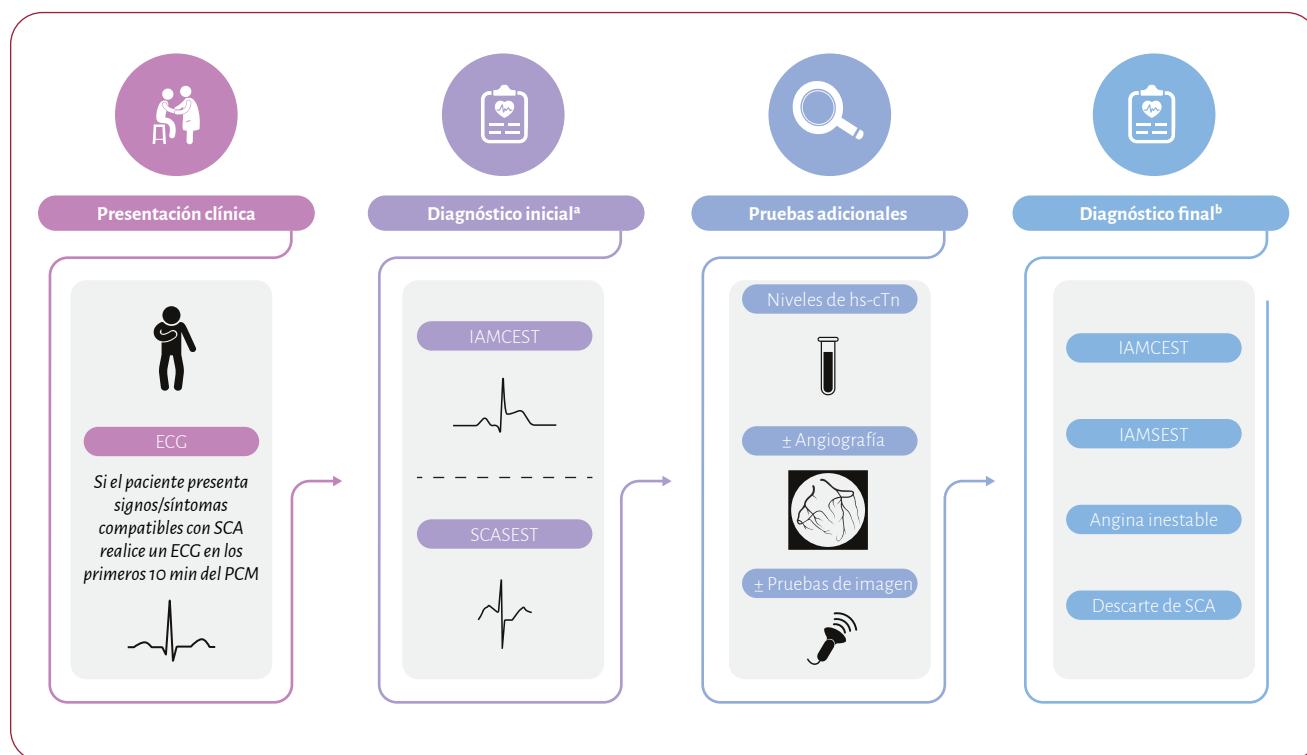 Presentación clínica
ECG
Si el paciente presenta
signos/síntomas
compatibles con SCA
realice un ECG en los
primeros 10 min del PCM
Diagnóstico inicialª
IAMCEST
SCASEST
Pruebas adicionales
Niveles de hs-cTn
± Angiografía
± Pruebas de imagen
Diagnóstico finalᵇ
IAMCEST
IAMSEST
Angina inestable
Descarte de SCA